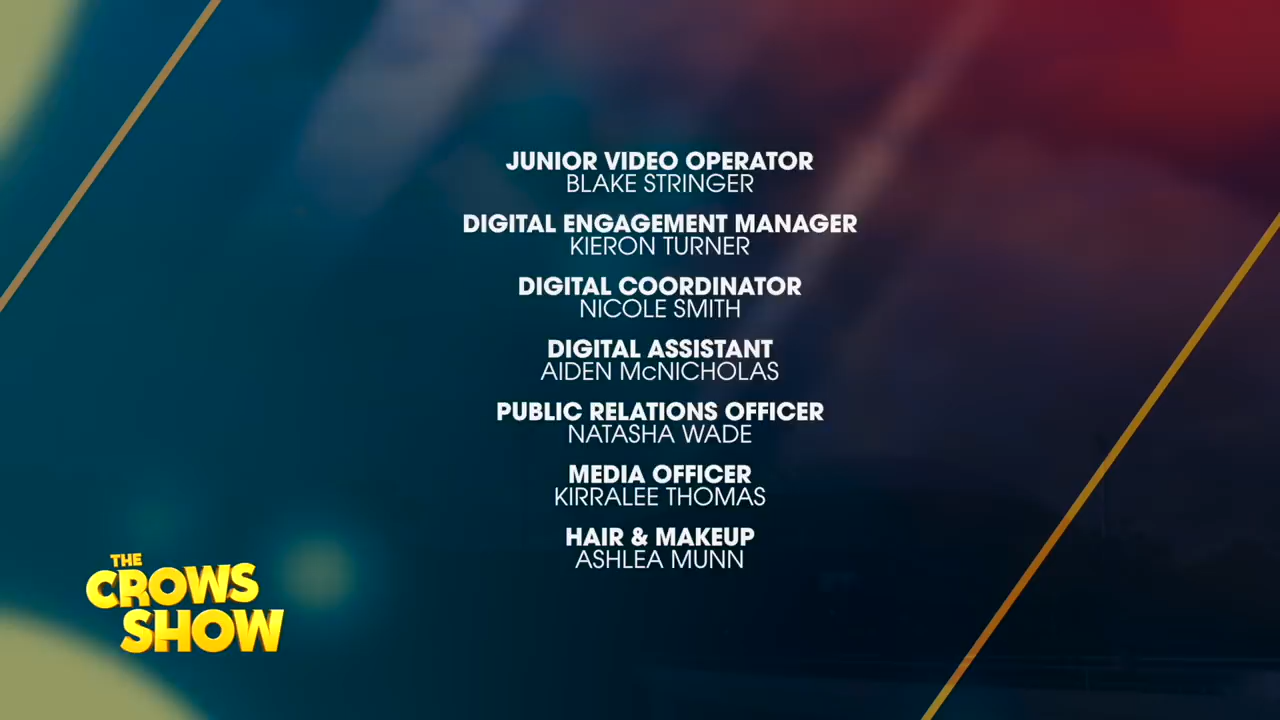 JUNIOR VIDEO OPERATOR
BLAKE STRINGER
DIGITAL ENGAGEMENT MANAGER
KIERON TURNER
DIGITAL COORDINATOR
NICOLE SMITH
DIGITAL ASSISTANT
AIDEN McNICHOLAS
PUBLIC RELATIONS OFFICER
NATASHA WADE
MEDIA OFFICER
KIRRALEE THOMAS
HAIR & MAKEUP
ASHLEA MUNN
THE
CROWS
SHOW